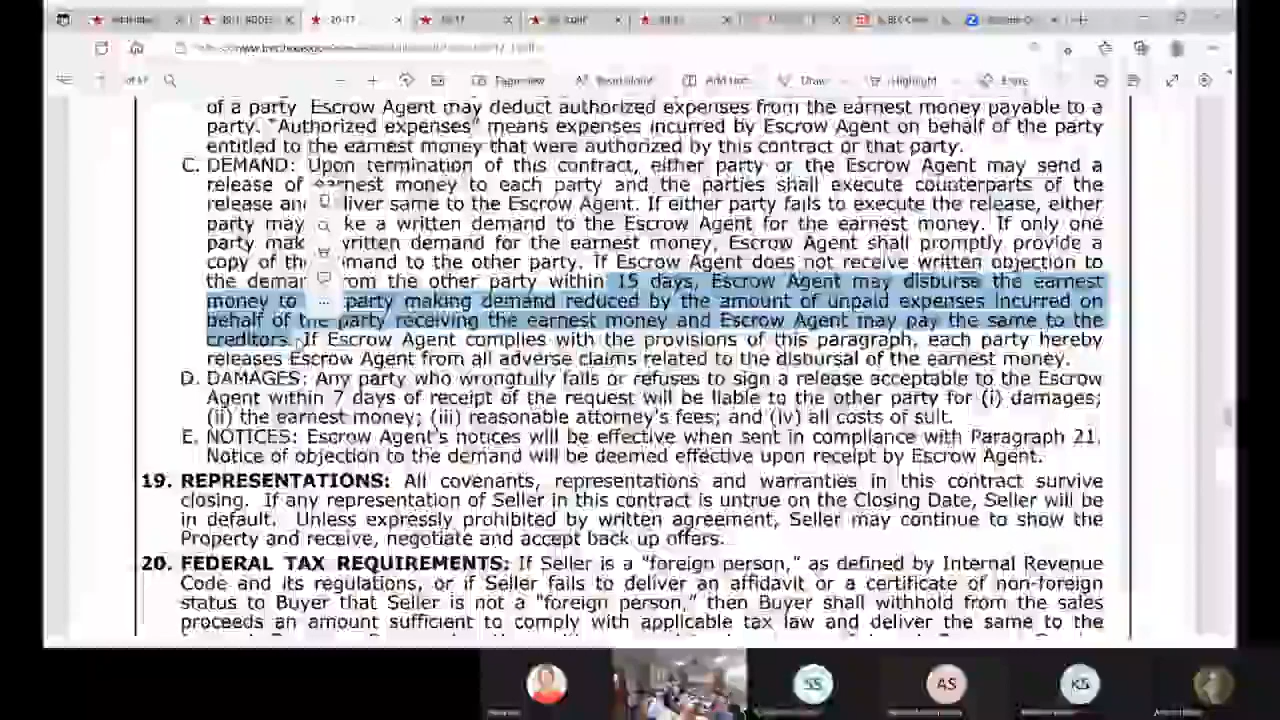 20-17
of a party. Escrow Agent may deduct authorized expenses from the earnest money payable to a
party. "Authorized expenses" means expenses incurred by Escrow Agent on behalf of the party
entitled to the earnest money that were authorized by this contract or that party.
C. DEMAND: Upon termination of this contract, either party or the Escrow Agent may send a
release of earnest money to each party and the parties shall execute counterparts of the
release and liver same to the Escrow Agent. If either party fails to execute the release, either
party may ke a written demand to the Escrow Agent for the earnest money. If only one
party mak written demand for the earnest money, Escrow Agent shall promptly provide a
copy of the mand to the other party. If Escrow Agent does not receive written objection to
the demand from the other party within 15 days, Escrow Agent may disburse the earnest
money to party making demand reduced by the amount of unpaid expenses incurred on
behalf of the party receiving the earnest money and Escrow Agent may pay the same to the
creditors. If Escrow Agent complies with the provisions of this paragraph, each party hereby
releases Escrow Agent from all adverse claims related to the disbursal of the earnest money.
D. DAMAGES: Any party who wrongfully fails or refuses to sign a release acceptable to the Escrow
Agent within 7 days of receipt of the request will be liable to the other party for (i) damages;
(ii) the earnest money; (iii) reasonable attorney's fees; and (iv) all costs of suit.
E. NOTICES: Escrow Agent's notices will be effective when sent in compliance with Paragraph 21.
Notice of objection to the demand will be deemed effective upon receipt by Escrow Agent.
19. REPRESENTATIONS: All covenants, representations and warranties in this contract survive
closing. If any representation of Seller in this contract is untrue on the Closing Date, Seller will be
in default. Unless expressly prohibited by written agreement, Seller may continue to show the
Property and receive, negotiate and accept back up offers.
20. FEDERAL TAX REQUIREMENTS: If Seller is a "foreign person," as defined by Internal Revenue
Code and its regulations, or if Seller fails to deliver an affidavit or a certificate of non-foreign
status to Buyer that Seller is not a "foreign person," then Buyer shall withhold from the sales
proceeds an amount sufficient to comply with applicable tax law and deliver the same to the
SS AS KS